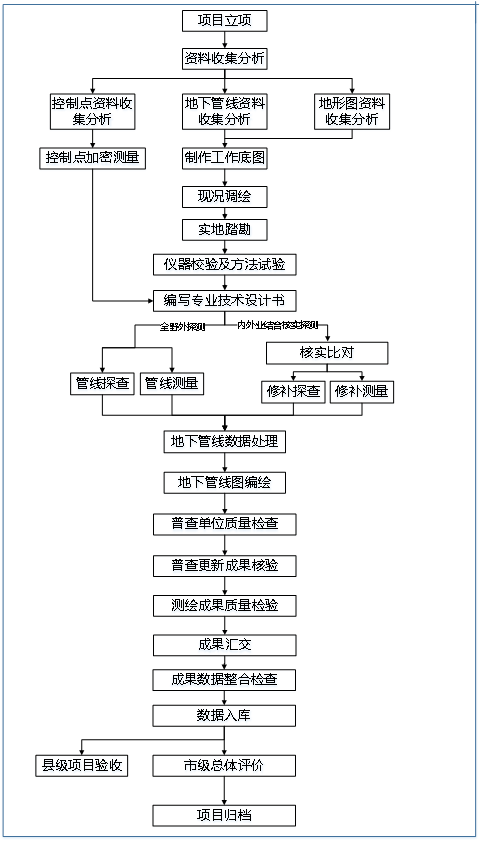 项目立项
资料收集分析
控制点资料收
集分析
地下管线资料
收集分析
地形图资料
收集分析
控制点加密测量
制作工作底图
现况调绘
实地踏勘
仪器校验及方法试验
编写专业技术设计书
全野外探测
内外业结合核实探测
核实比对
管线探查
管线测量
修补探查
修补测量
地下管线数据处理
地下管线图编绘
普查单位质量检查
普查更新成果核验
测绘成果质量检验
成果汇交
成果数据整合检查
数据入库
县级项目验收
市级总体评价
项目归档